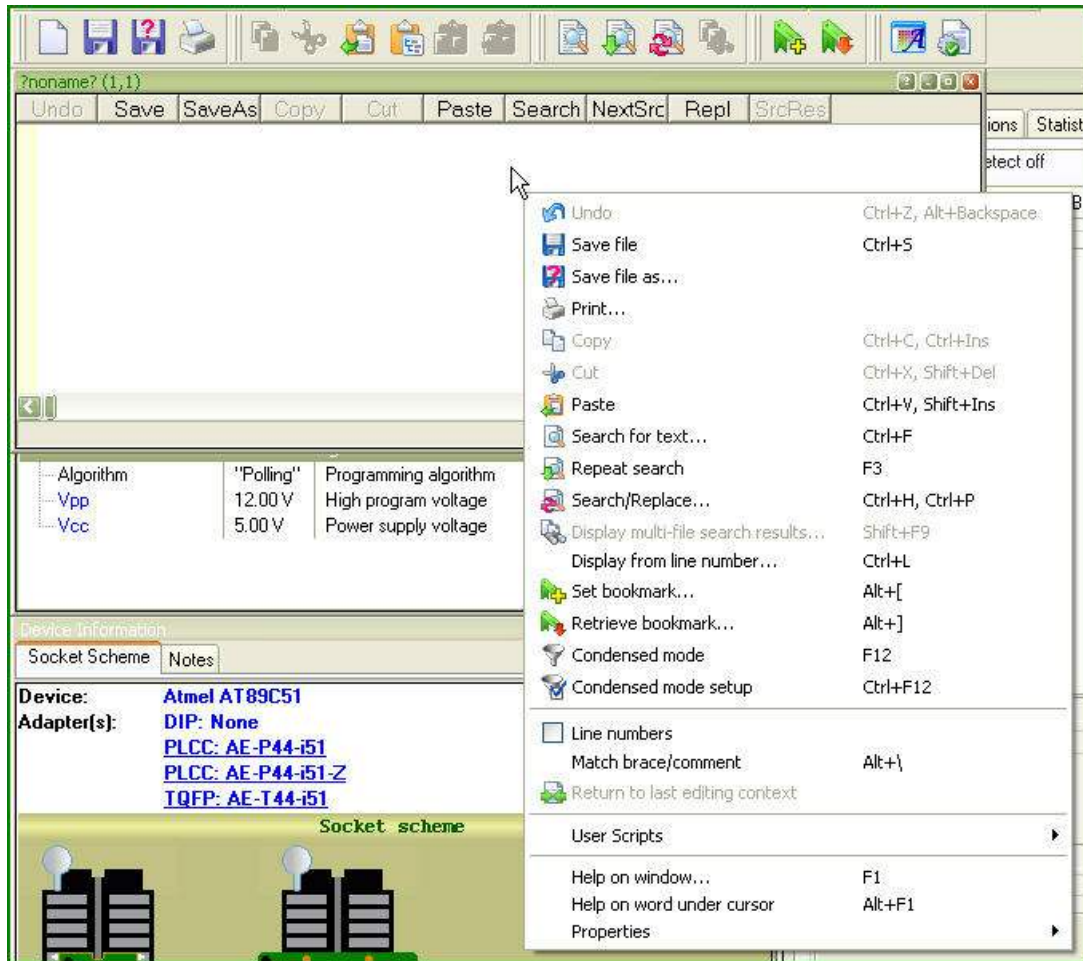 ?noname? (1,1)
Undo Save SaveAs Copy Cut Paste Search NextSrc Repl SrcRes
ions Statist
etect off
B
Undo Ctrl+Z, Alt+Backspace
Save file Ctrl+S
Save file as...
Print...
Copy Ctrl+C, Ctrl+Ins
Cut Ctrl+X, Shift+Del
Paste Ctrl+V, Shift+Ins
Search for text... Ctrl+F
Repeat search F3
Search/Replace... Ctrl+H, Ctrl+P
Display multi-file search results... Shift+F9
Display from line number... Ctrl+L
Set bookmark... Alt+[
Retrieve bookmark... Alt+]
Condensed mode F12
Condensed mode setup Ctrl+F12
Line numbers
Match brace/comment Alt+\
Return to last editing context
User Scripts
Help on window... F1
Help on word under cursor Alt+F1
Properties
Algorithm "Polling" Programming algorithm
Vpp 12.00 V High program voltage
Vcc 5.00 V Power supply voltage
Device Information
Socket Scheme Notes
Device: Atmel AT89C51
Adapter(s): DIP: None
PLCC: AE-P44-i51
PLCC: AE-P44-i51-Z
TQFP: AE-T44-i51
Socket scheme